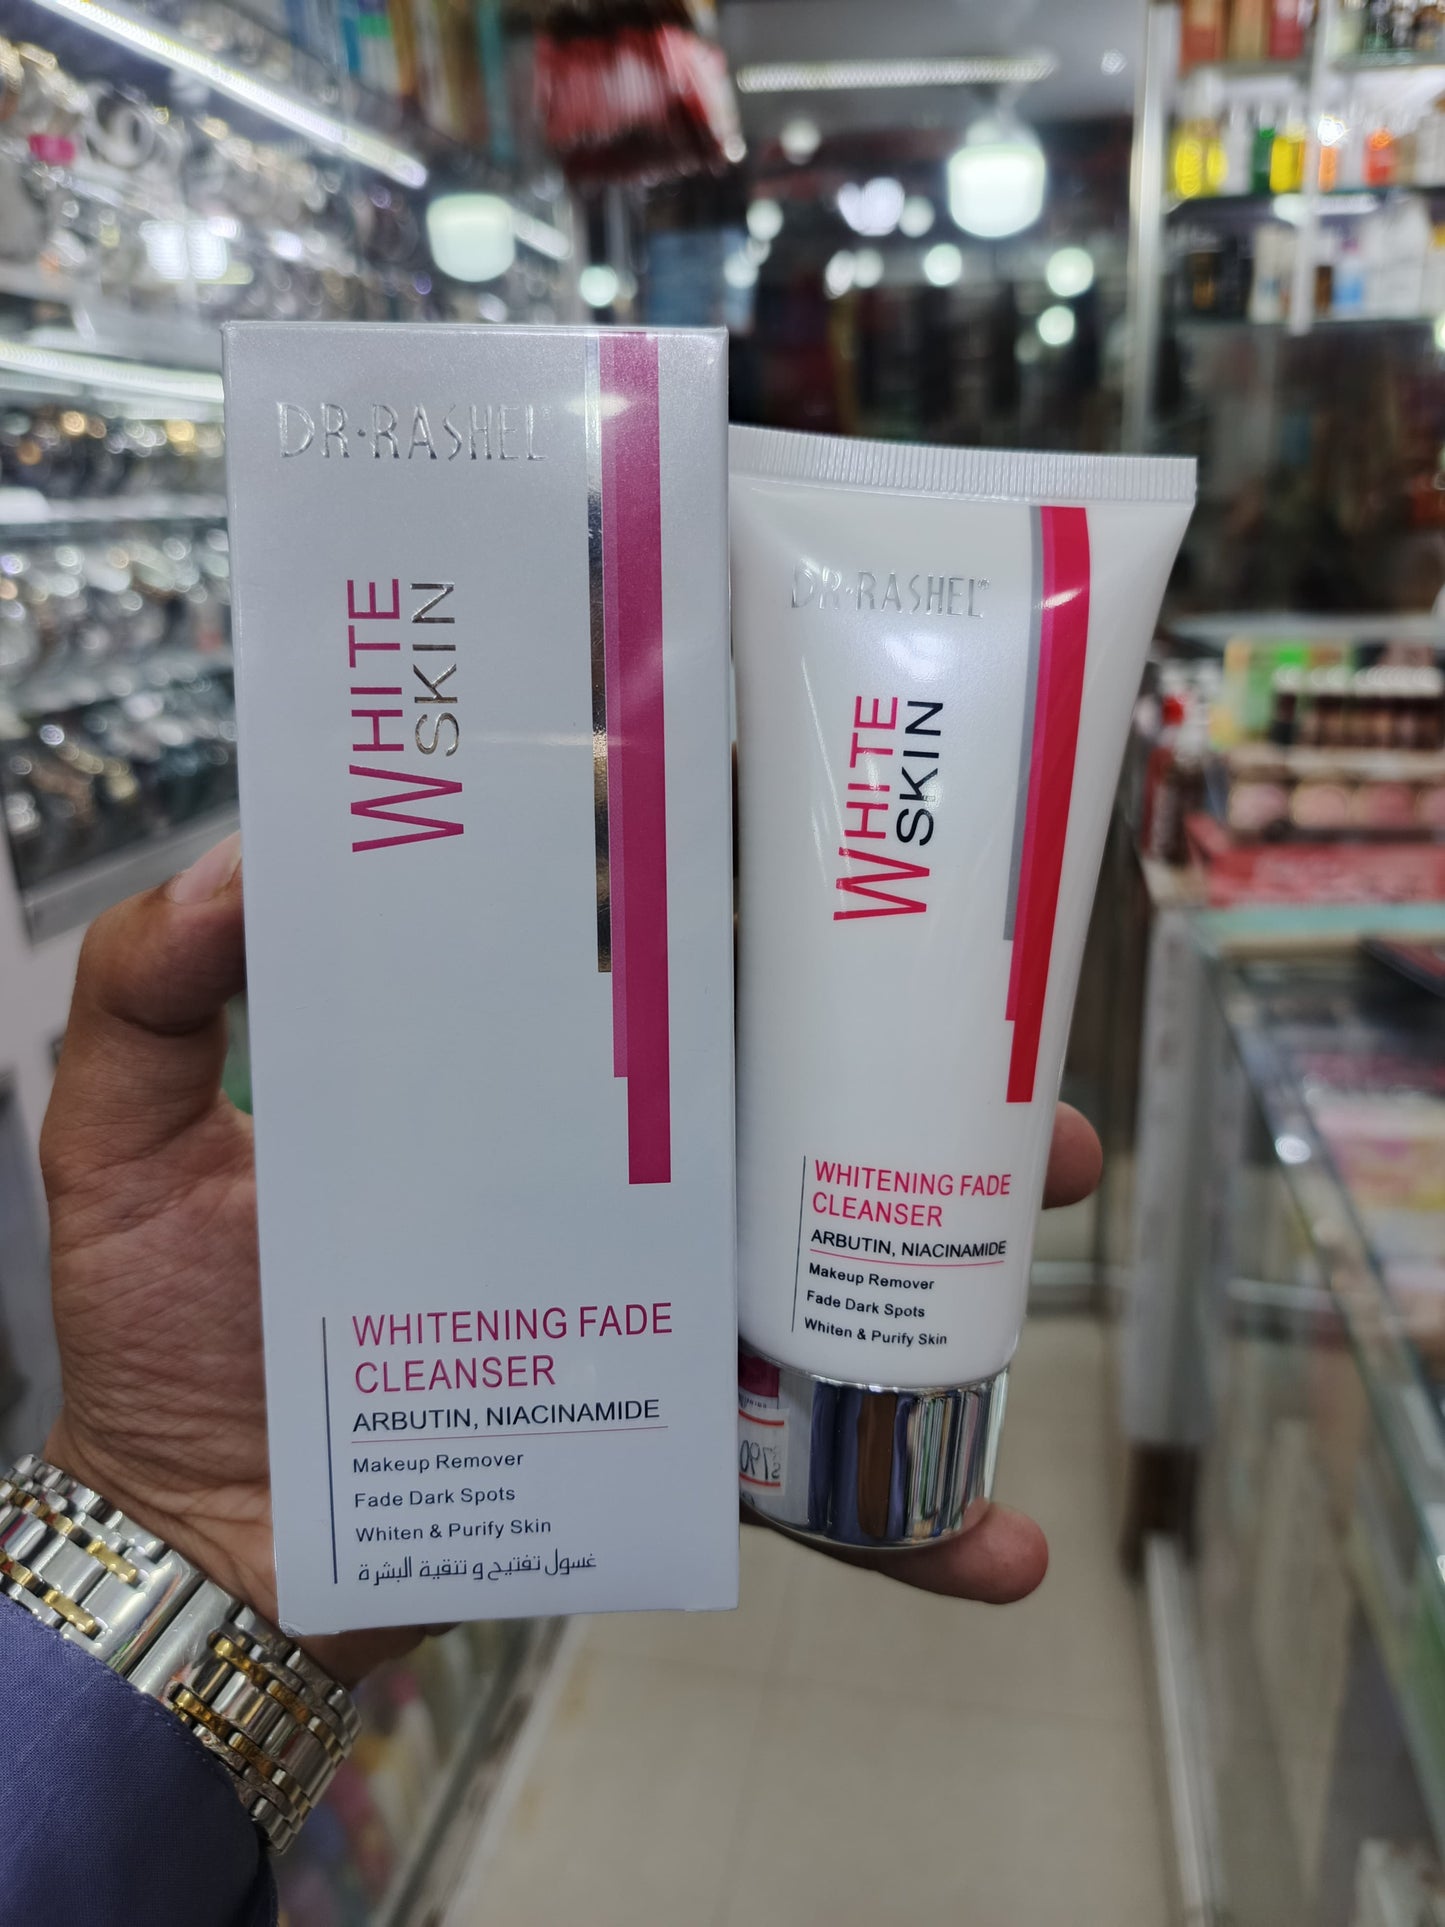 DR·RASHEL
WHITE
SKIN
WHITENING FADE
CLEANSER
ARBUTIN, NIACINAMIDE
Makeup Remover
Fade Dark Spots
Whiten & Purify Skin
غسول تفتيح و تنقية البشرة
DR·RASHEL®
WHITE
SKIN
WHITENING FADE
CLEANSER
ARBUTIN, NIACINAMIDE
Makeup Remover
Fade Dark Spots
Whiten & Purify Skin